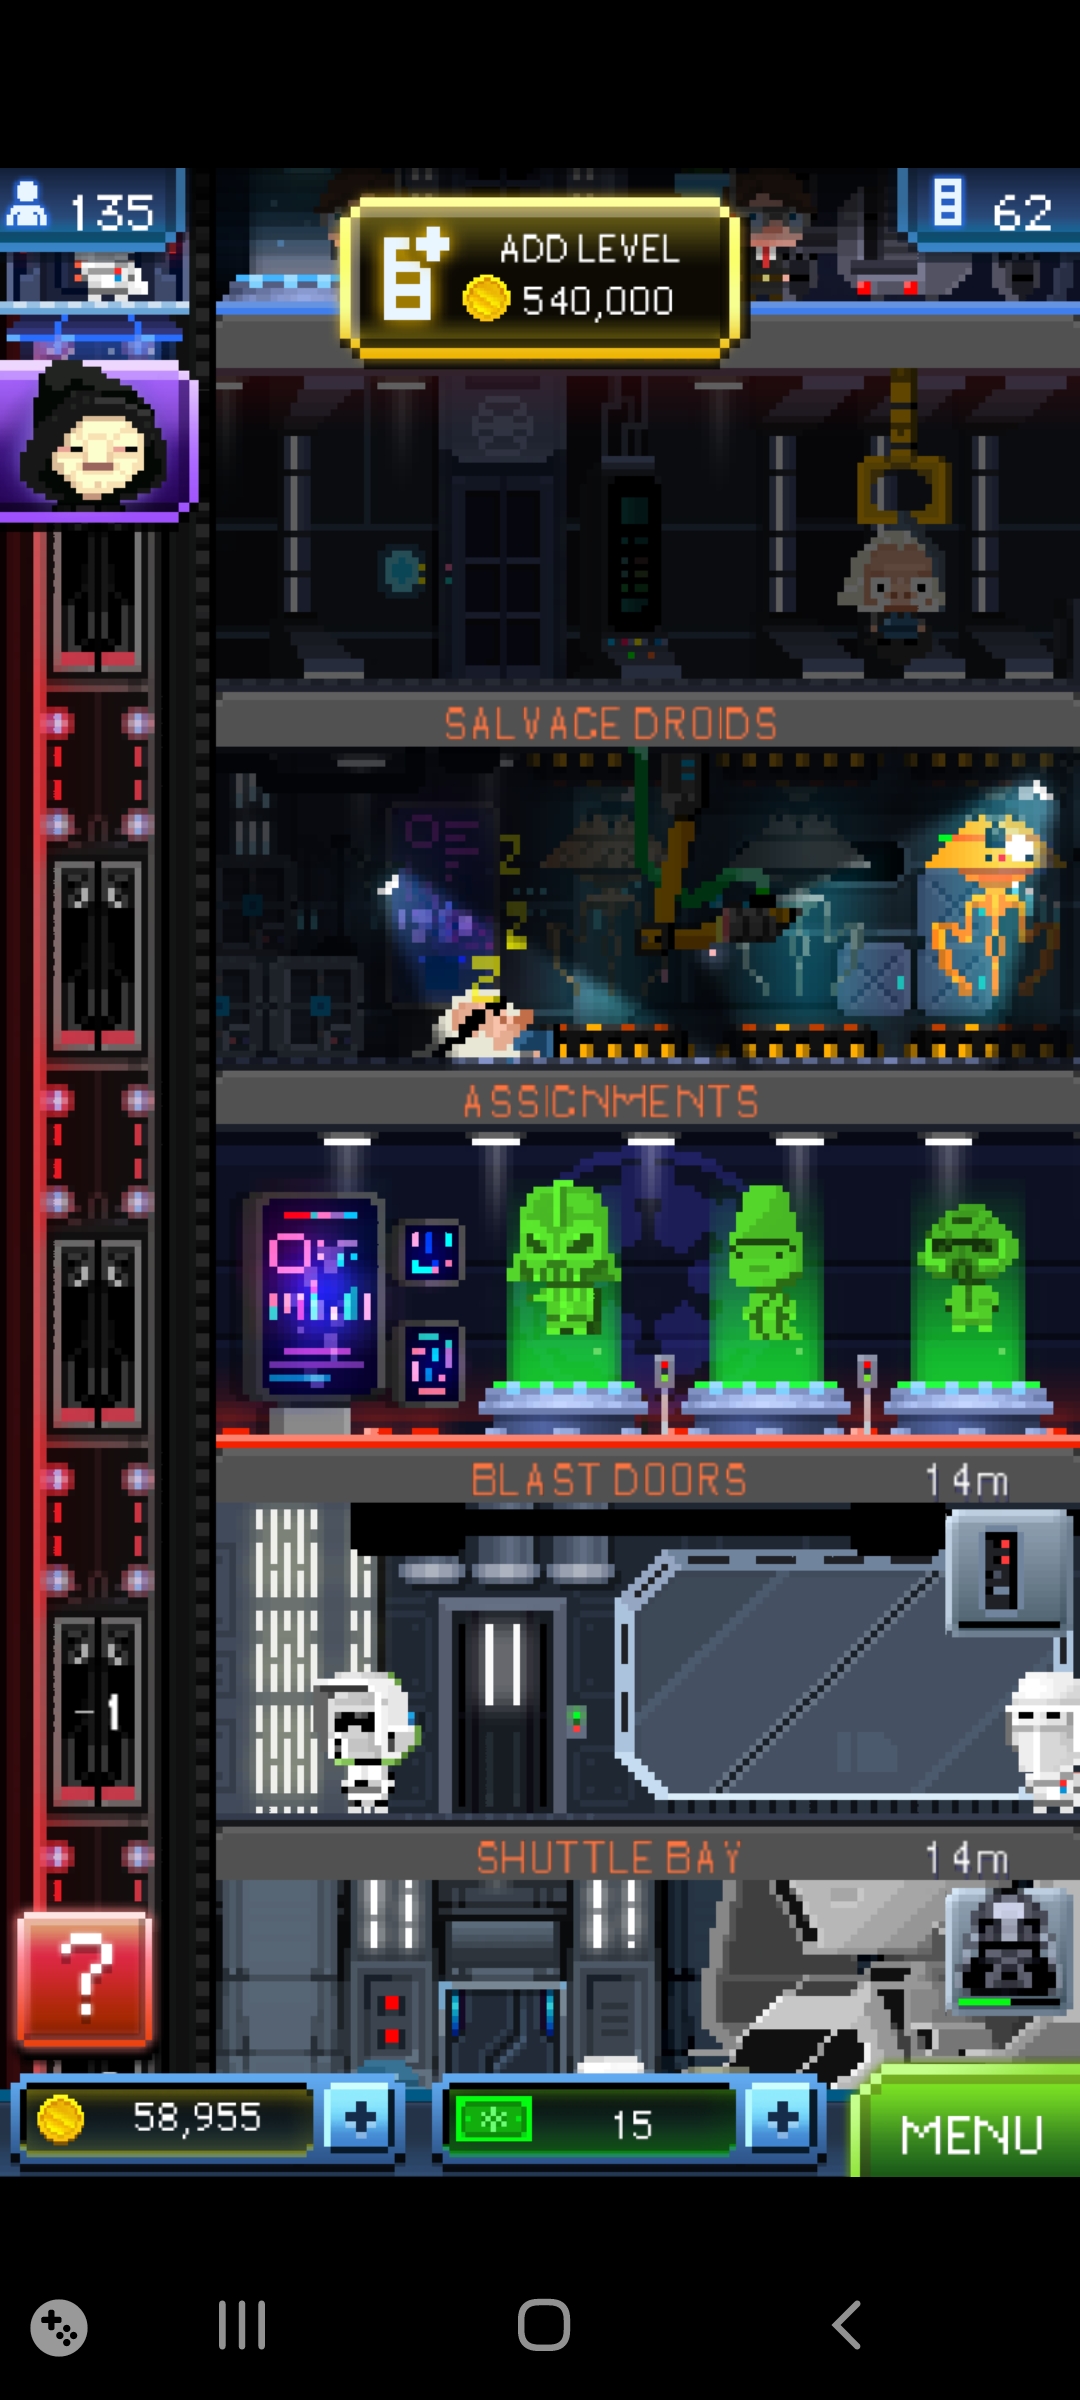 135
62
ADD LEVEL
540,000
SALVAGE DROIDS
ASSIGNMENTS
BLAST DOORS 14m
-1
SHUTTLE BAY 14m
?
58,955
15
MENU